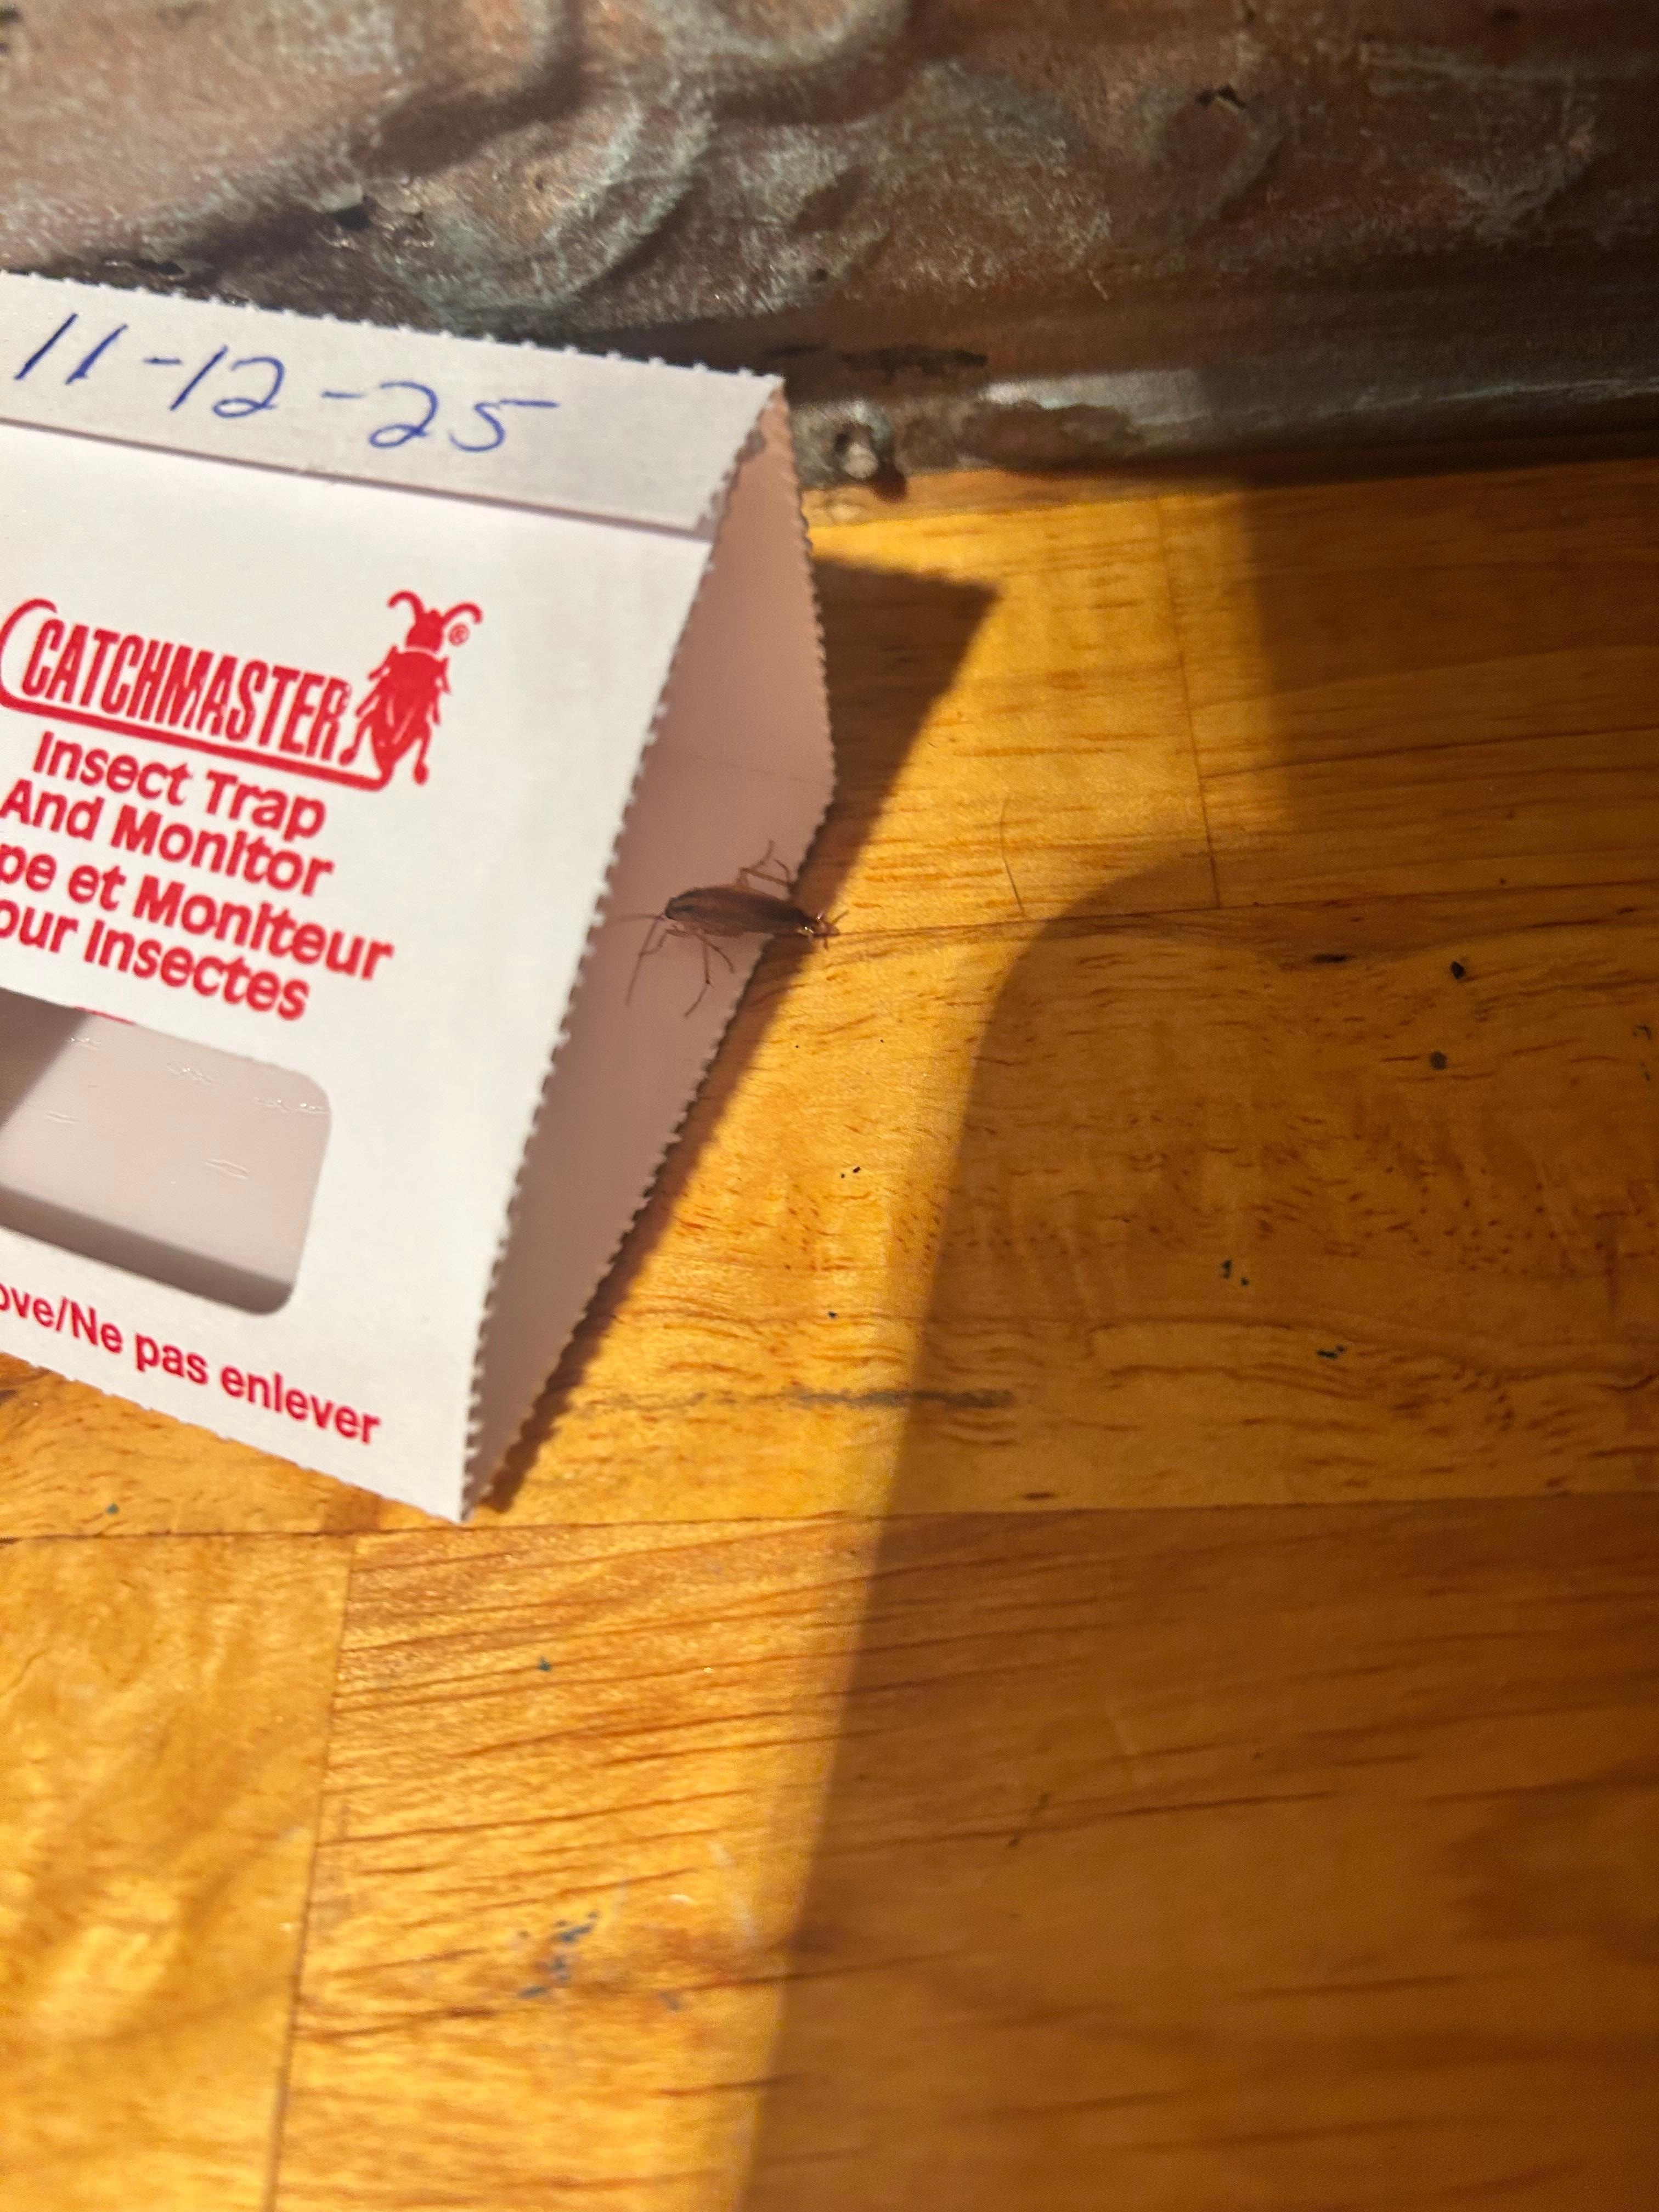 11-12-25
CATCHMASTER®
Insect Trap
And Monitor
pe et Moniteur
our Insectes
ove/Ne pas enlever